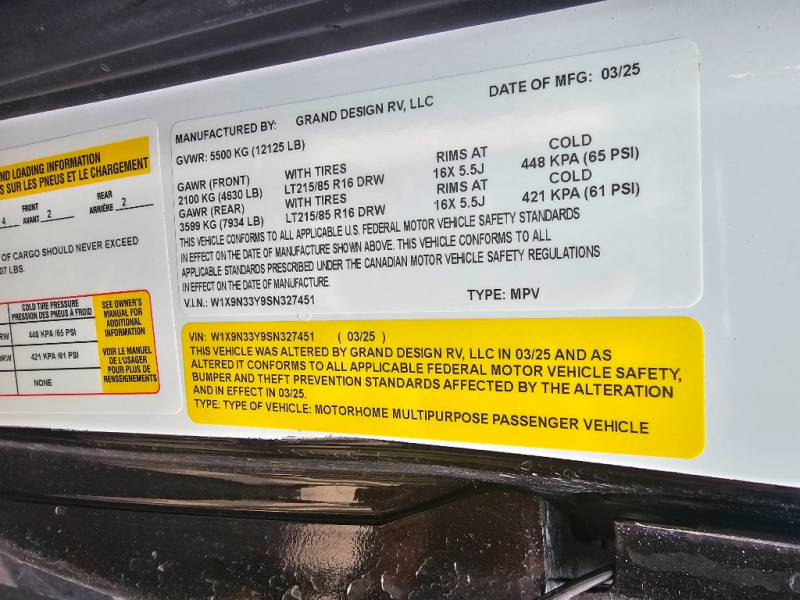 ND LOADING INFORMATION
S SUR LES PNEUS ET LE CHARGEMENT
4 FRONT AVANT 2 REAR ARRIÈRE 2
OF CARGO SHOULD NEVER EXCEED
07 LBS.
COLD TIRE PRESSURE
PRESSION DES PNEUS À FROID
RW 448 KPA /65 PSI
DRW 421 KPA /61 PSI
NONE
SEE OWNER'S
MANUAL FOR
ADDITIONAL
INFORMATION
VOIR LE MANUEL
DE L'USAGER
POUR PLUS DE
RENSEIGNEMENTS
MANUFACTURED BY: GRAND DESIGN RV, LLC DATE OF MFG: 03/25
GVWR: 5500 KG (12125 LB)
GAWR (FRONT) WITH TIRES RIMS AT COLD
2100 KG (4630 LB) LT215/85 R16 DRW 16X 5.5J 448 KPA (65 PSI)
GAWR (REAR) WITH TIRES RIMS AT COLD
3599 KG (7934 LB) LT215/85 R16 DRW 16X 5.5J 421 KPA (61 PSI)
THIS VEHICLE CONFORMS TO ALL APPLICABLE U.S. FEDERAL MOTOR VEHICLE SAFETY STANDARDS
IN EFFECT ON THE DATE OF MANUFACTURE SHOWN ABOVE. THIS VEHICLE CONFORMS TO ALL
APPLICABLE STANDARDS PRESCRIBED UNDER THE CANADIAN MOTOR VEHICLE SAFETY REGULATIONS
IN EFFECT ON THE DATE OF MANUFACTURE.
V.I.N.: W1X9N33Y9SN327451 TYPE: MPV
VIN: W1X9N33Y9SN327451 ( 03/25 )
THIS VEHICLE WAS ALTERED BY GRAND DESIGN RV, LLC IN 03/25 AND AS
ALTERED IT CONFORMS TO ALL APPLICABLE FEDERAL MOTOR VEHICLE SAFETY,
BUMPER AND THEFT PREVENTION STANDARDS AFFECTED BY THE ALTERATION
AND IN EFFECT IN 03/25.
TYPE: TYPE OF VEHICLE: MOTORHOME MULTIPURPOSE PASSENGER VEHICLE